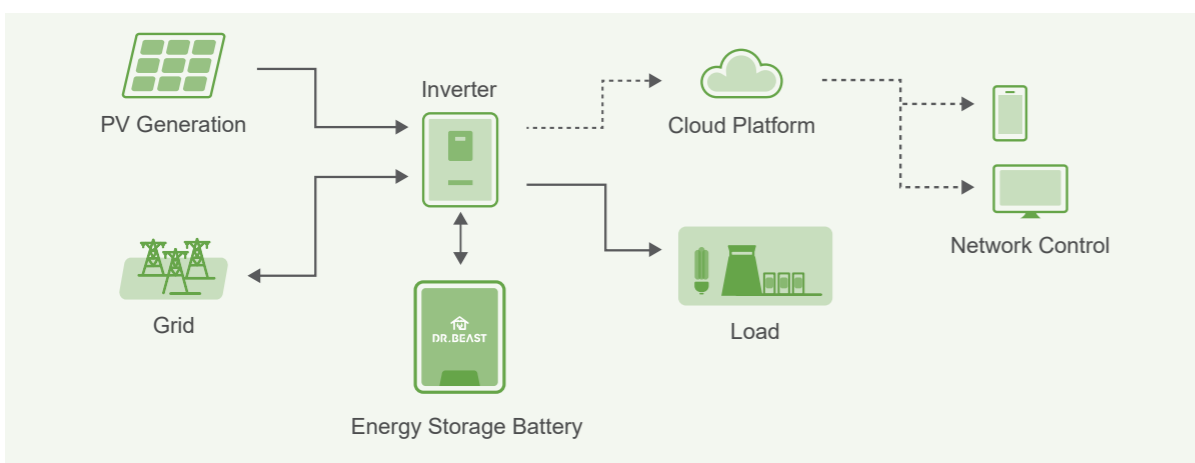 PV Generation
Inverter
Cloud Platform
Network Control
Grid
DR.BEAST
Load
Energy Storage Battery